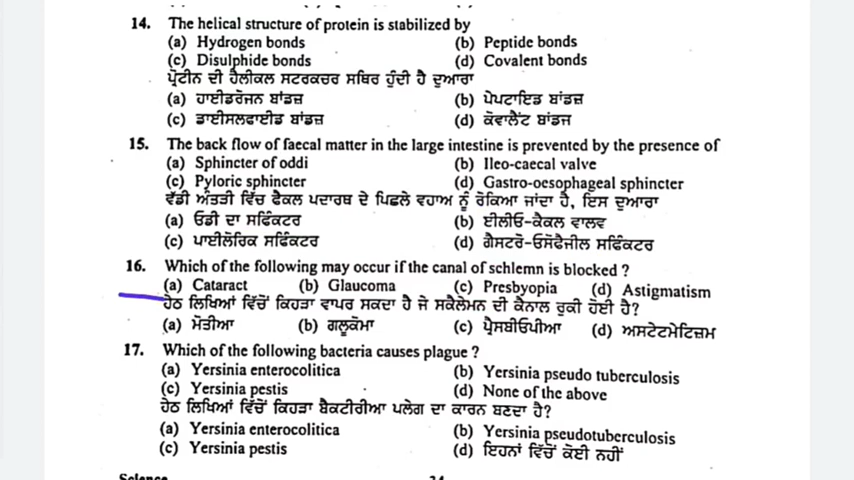 14. The helical structure of protein is stabilized by
(a) Hydrogen bonds (b) Peptide bonds
(c) Disulphide bonds (d) Covalent bonds
ਪ੍ਰੋਟੀਨ ਦੀ ਹੈਲੀਕਲ ਸਟਰਕਚਰ ਸਥਿਰ ਹੁੰਦੀ ਹੈ ਦੁਆਰਾ
(a) ਹਾਈਡਰੋਜਨ ਬਾਂਡਜ਼ (b) ਪੇਪਟਾਇਡ ਬਾਂਡਜ਼
(c) ਡਾਈਸਲਫਾਈਡ ਬਾਂਡਜ਼ (d) ਕੋਵਾਲੈਂਟ ਬਾਂਡਜ
15. The back flow of faecal matter in the large intestine is prevented by the presence of
(a) Sphincter of oddi (b) Ileo-caecal valve
(c) Pyloric sphincter (d) Gastro-oesophageal sphincter
ਵੱਡੀ ਅੰਤੜੀ ਵਿੱਚ ਫੈਕਲ ਪਦਾਰਥ ਦੇ ਪਿਛਲੇ ਵਹਾਅ ਨੂੰ ਰੋਕਿਆ ਜਾਂਦਾ ਹੈ, ਇਸ ਦੁਆਰਾ
(a) ਓਡੀ ਦਾ ਸਫਿੰਕਟਰ (b) ਈਲੀਓ-ਕੈਕਲ ਵਾਲਵ
(c) ਪਾਈਲੋਰਿਕ ਸਫਿੰਕਟਰ (d) ਗੈਸਟਰੋ-ਓਸੋਫੈਜੀਲ ਸਫਿੰਕਟਰ
16. Which of the following may occur if the canal of schlemn is blocked ?
(a) Cataract (b) Glaucoma (c) Presbyopia (d) Astigmatism
ਹੇਠ ਲਿਖਿਆਂ ਵਿੱਚੋਂ ਕਿਹੜਾ ਵਾਪਰ ਸਕਦਾ ਹੈ ਜੇ ਸਕੈਲੇਮਨ ਦੀ ਕੈਨਾਲ ਰੁਕੀ ਹੋਈ ਹੈ?
(a) ਮੋਤੀਆ (b) ਗਲੂਕੋਮਾ (c) ਪ੍ਰੈਸਬੀਓਪੀਆ (d) ਅਸਟੇਟਮੇਟਿਜ਼ਮ
17. Which of the following bacteria causes plague ?
(a) Yersinia enterocolitica (b) Yersinia pseudo tuberculosis
(c) Yersinia pestis (d) None of the above
ਹੇਠ ਲਿਖਿਆਂ ਵਿੱਚੋਂ ਕਿਹੜਾ ਬੈਕਟੀਰੀਆ ਪਲੇਗ ਦਾ ਕਾਰਨ ਬਣਦਾ ਹੈ?
(a) Yersinia enterocolitica (b) Yersinia pseudotuberculosis
(c) Yersinia pestis (d) ਇਹਨਾਂ ਵਿੱਚੋਂ ਕੋਈ ਨਹੀਂ
Science 34